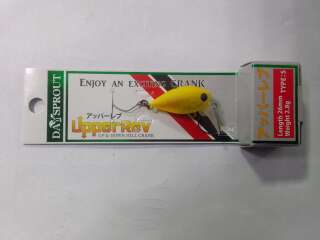 DAYSPROUT
ENJOY AN EXCITING CRANK
アッパーレブ
UpperRev
アッパーレブ
TYPE:S
Length 26mm
Weight 2.8g